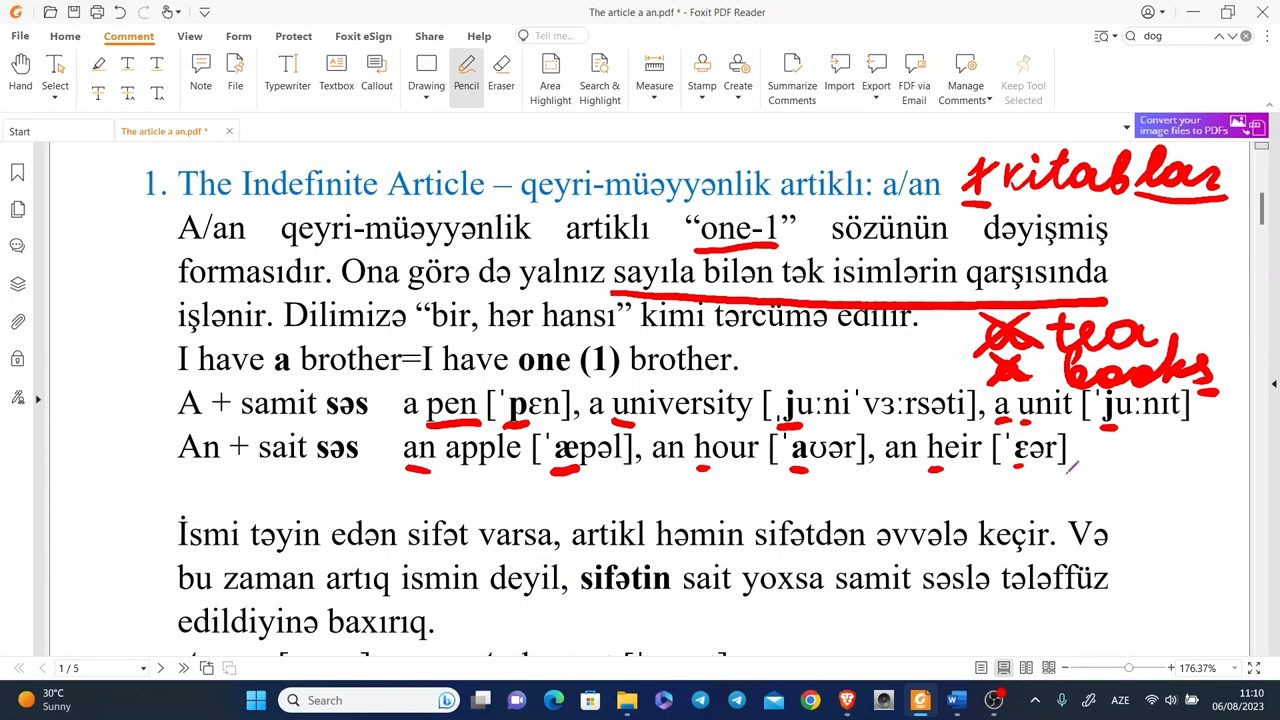 The article a an.pdf * - Foxit PDF Reader
File Home Comment View Form Protect Foxit eSign Share Help Tell me... dog
Hand Select Note File Typewriter Textbox Callout Drawing Pencil Eraser Area Highlight Search & Highlight Measure Stamp Create Summarize Comments Import Export FDF via Email Manage Comments Keep Tool Selected
Start The article a an.pdf * Convert your image files to PDFs
1. The Indefinite Article – qeyri-müəyyənlik artiklı: a/an kitablar
A/an qeyri-müəyyənlik artiklı “one-1” sözünün dəyişmiş
formasıdır. Ona görə də yalnız sayıla bilən tək isimlərin qarşısında
işlənir. Dilimizə “bir, hər hansı” kimi tərcümə edilir.
a tea
I have a brother=I have one (1) brother.
a books
A + samit səs a pen [ˈpɛn], a university [ˌjuːniˈvɜːrsəti], a unit [ˈjuːnɪt]
An + sait səs an apple [ˈæpəl], an hour [ˈaʊər], an heir [ˈɛər]
İsmi təyin edən sifət varsa, artikl həmin sifətdən əvvələ keçir. Və
bu zaman artıq ismin deyil, sifətin sait yoxsa samit səslə tələffüz
edildiyinə baxırıq.
1 / 5 176.37%
30°C Sunny Search AZE 11:10 06/08/2023